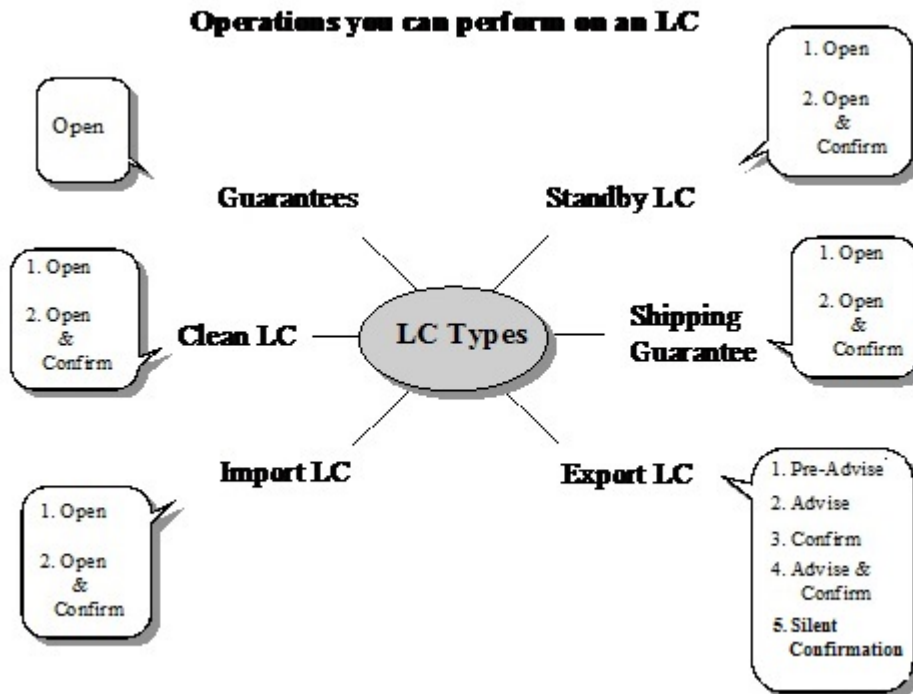 Operations you can perform on an LC
Open
Guarantees
1. Open
2. Open
&
Confirm
Standby LC
1. Open
2. Open
&
Confirm
Clean LC
LC Types
Shipping
Guarantee
1. Open
2. Open
&
Confirm
Import LC
1. Open
2. Open
&
Confirm
Export LC
1. Pre-Advise
2. Advise
3. Confirm
4. Advise &
Confirm
5. Silent
Confirmation